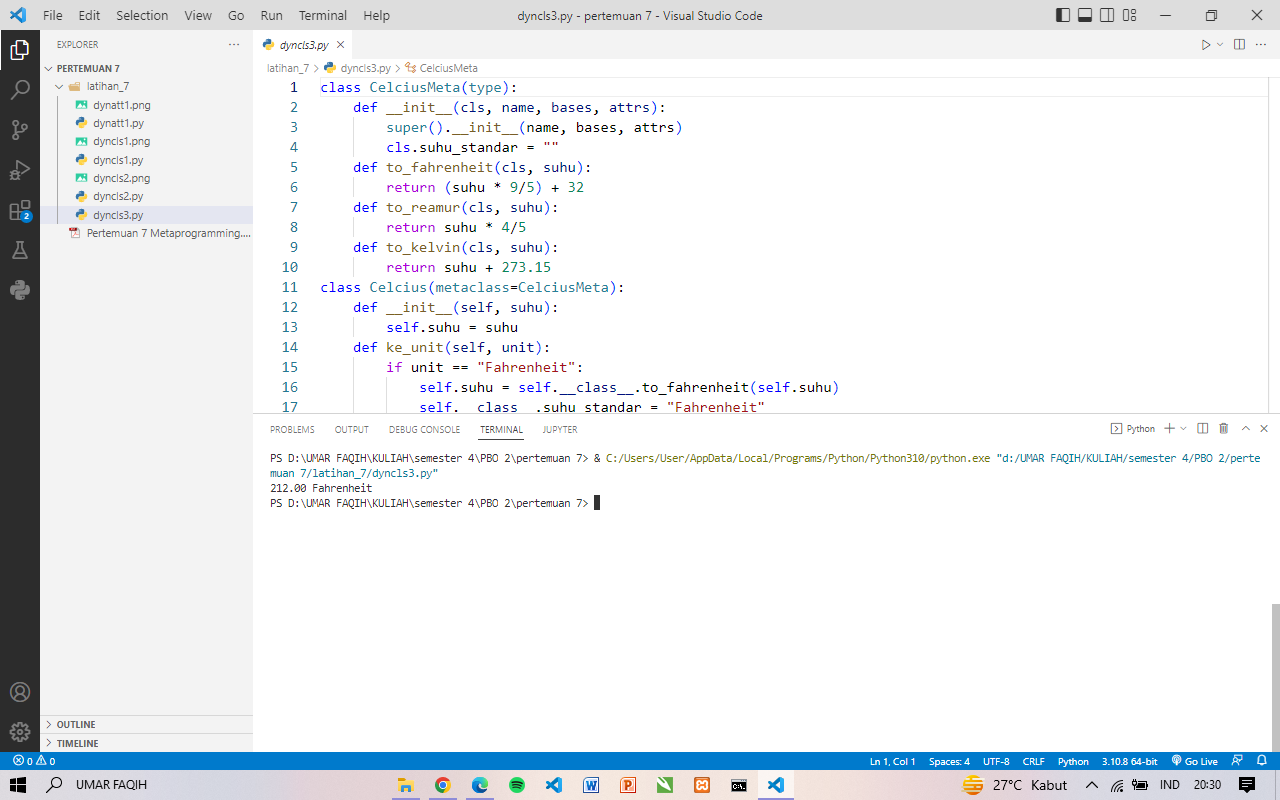 File Edit Selection View Go Run Terminal Help dyncls3.py - pertemuan 7 - Visual Studio Code
EXPLORER
PERTEMUAN 7
latihan_7
dynatt1.png
dynatt1.py
dyncls1.png
dyncls1.py
dyncls2.png
dyncls2.py
dyncls3.py
Pertemuan 7 Metaprogramming....
OUTLINE
TIMELINE
2
dyncls3.py
latihan_7 > dyncls3.py > CelciusMeta
1 class CelciusMeta(type):
2 def __init__(cls, name, bases, attrs):
3 super().__init__(name, bases, attrs)
4 cls.suhu_standar = ""
5 def to_fahrenheit(cls, suhu):
6 return (suhu * 9/5) + 32
7 def to_reamur(cls, suhu):
8 return suhu * 4/5
9 def to_kelvin(cls, suhu):
10 return suhu + 273.15
11 class Celcius(metaclass=CelciusMeta):
12 def __init__(self, suhu):
13 self.suhu = suhu
14 def ke_unit(self, unit):
15 if unit == "Fahrenheit":
16 self.suhu = self.__class__.to_fahrenheit(self.suhu)
17 self.__class__.suhu_standar = "Fahrenheit"
PROBLEMS OUTPUT DEBUG CONSOLE TERMINAL JUPYTER Python
PS D:\UMAR FAQIH\KULIAH\semester 4\PBO 2\pertemuan 7> & C:/Users/User/AppData/Local/Programs/Python/Python310/python.exe "d:/UMAR FAQIH/KULIAH/semester 4/PBO 2/perte
muan 7/latihan_7/dyncls3.py"
212.00 Fahrenheit
PS D:\UMAR FAQIH\KULIAH\semester 4\PBO 2\pertemuan 7>
0 0 Ln 1, Col 1 Spaces: 4 UTF-8 CRLF Python 3.10.8 64-bit Go Live
UMAR FAQIH 27°C Kabut IND 20:30